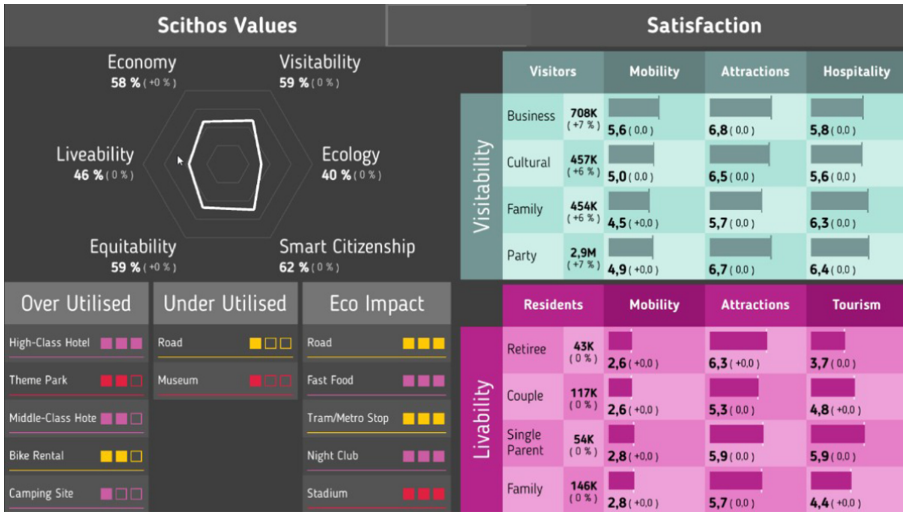 Scithos Values
Satisfaction
Economy
58 % (+0 %)
Visitability
59 % (0 %)
Liveability
46 % (0 %)
Ecology
40 % (0 %)
Equitability
59 % (+0 %)
Smart Citizenship
62 % (0 %)
Over Utilised
High-Class Hotel
Theme Park
Middle-Class Hote
Bike Rental
Camping Site
Under Utilised
Road
Museum
Eco Impact
Road
Fast Food
Tram/Metro Stop
Night Club
Stadium
Visitability
Visitors Mobility Attractions Hospitality
Business 708K (+7 %) 5,6 (0,0) 6,8 (0,0) 5,8 (0,0)
Cultural 457K (+6 %) 5,0 (0,0) 6,5 (0,0) 5,6 (0,0)
Family 454K (+6 %) 4,5 (+0,0) 5,7 (0,0) 6,3 (0,0)
Party 2,9M (+7 %) 4,9 (+0,0) 6,7 (0,0) 6,4 (0,0)
Livability
Residents Mobility Attractions Tourism
Retiree 43K (0 %) 2,6 (+0,0) 6,3 (+0,0) 3,7 (0,0)
Couple 117K (0 %) 2,6 (+0,0) 5,3 (0,0) 4,8 (+0,0)
Single Parent 54K (0 %) 2,8 (+0,0) 5,9 (0,0) 5,9 (0,0)
Family 146K (0 %) 2,8 (+0,0) 5,7 (0,0) 4,4 (+0,0)